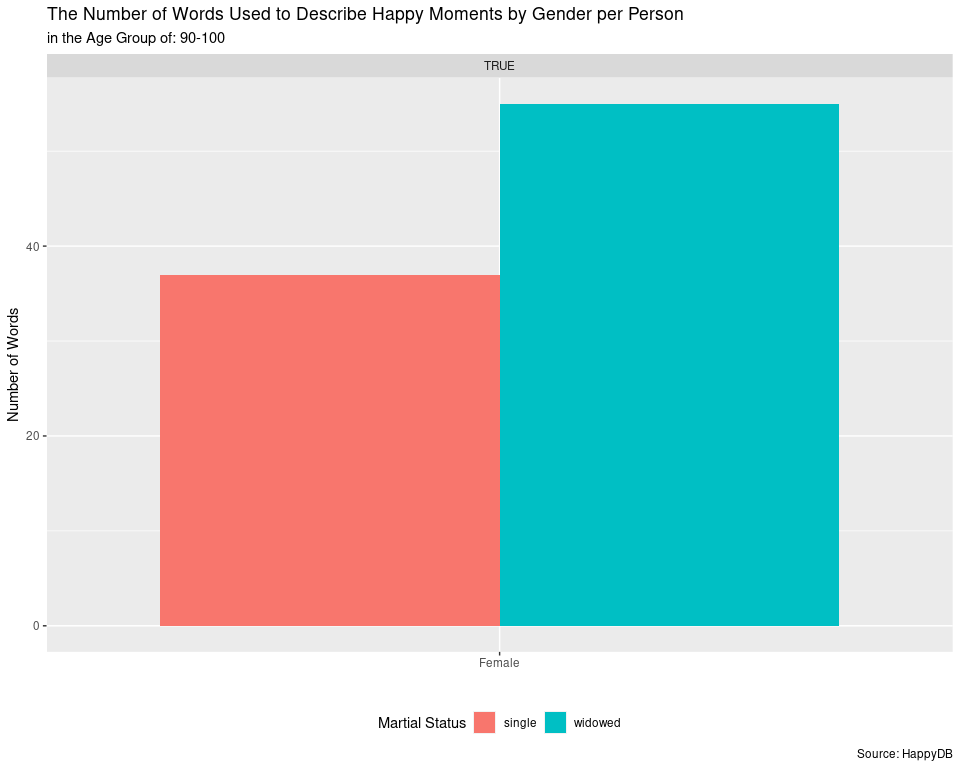 The Number of Words Used to Describe Happy Moments by Gender per Person
in the Age Group of: 90-100
TRUE
Number of Words
40
20
0
Female
Martial Status single widowed
Source: HappyDB